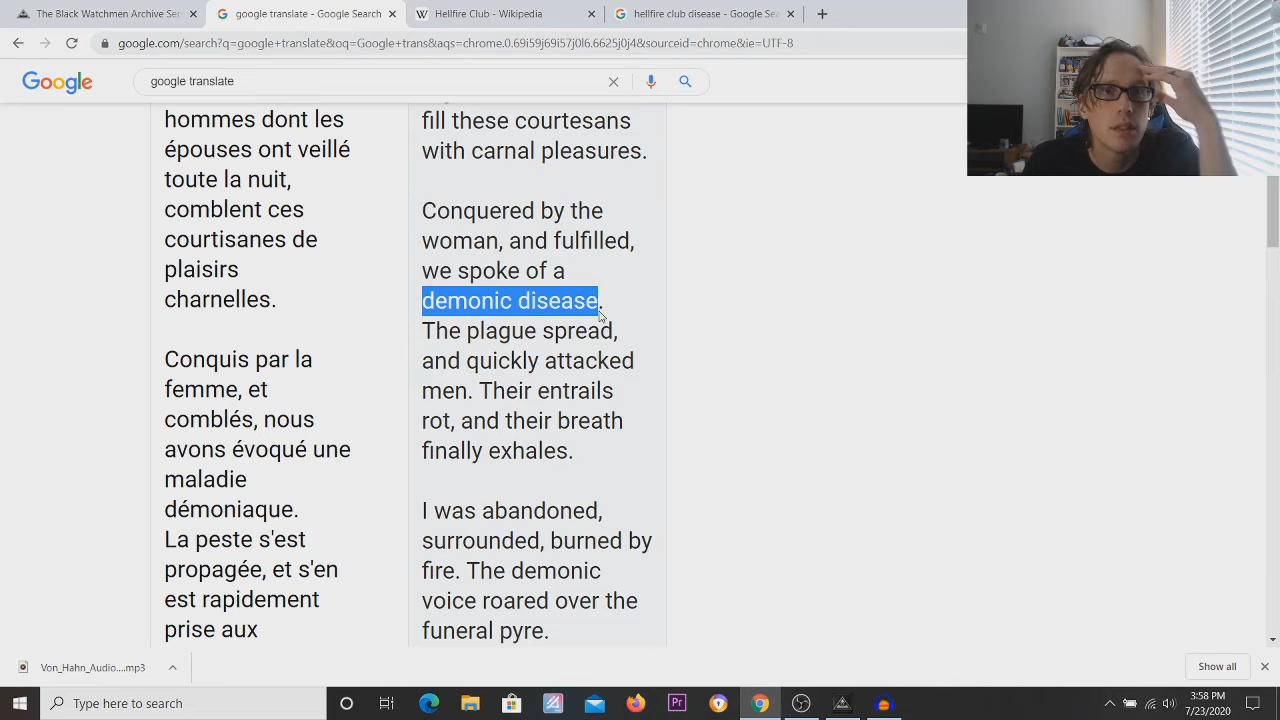 The Black Watchmen Archive Ser
google translate - Google Search
Hellfire Club - Wikipedia
hellfire club disease - Google Sea
google.com/search?q=google+translate&oq=Google+trans&aqs=chrome.0.69i59j69i57j0l6.6625j0j4&sourceid=chrome&ie=UTF-8
Google
google translate
hommes dont les
épouses ont veillé
toute la nuit,
comblent ces
courtisanes de
plaisirs
charnelles.
Conquis par la
femme, et
comblés, nous
avons évoqué une
maladie
démoniaque.
La peste s'est
propagée, et s'en
est rapidement
prise aux
fill these courtesans
with carnal pleasures.
Conquered by the
woman, and fulfilled,
we spoke of a
demonic disease.
The plague spread,
and quickly attacked
men. Their entrails
rot, and their breath
finally exhales.
I was abandoned,
surrounded, burned by
fire. The demonic
voice roared over the
funeral pyre.
Von_Hahn_Audio....mp3
Show all
Type here to search
Pr
3:58 PM
7/23/2020